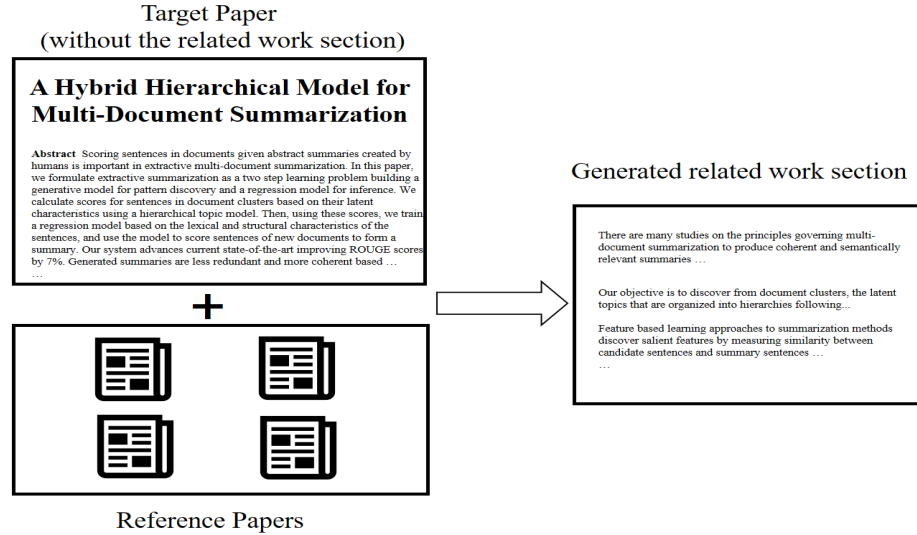 Target Paper
(without the related work section)
A Hybrid Hierarchical Model for
Multi-Document Summarization
Abstract Scoring sentences in documents given abstract summaries created by
humans is important in extractive multi-document summarization. In this paper,
we formulate extractive summarization as a two step learning problem building a
generative model for pattern discovery and a regression model for inference. We
calculate scores for sentences in document clusters based on their latent
characteristics using a hierarchical topic model. Then, using these scores, we train
a regression model based on the lexical and structural characteristics of the
sentences, and use the model to score sentences of new documents to form a
summary. Our system advances current state-of-the-art improving ROUGE scores
by 7%. Generated summaries are less redundant and more coherent based …
…
+
Reference Papers
Generated related work section
There are many studies on the principles governing multi-
document summarization to produce coherent and semantically
relevant summaries …
Our objective is to discover from document clusters, the latent
topics that are organized into hierarchies following...
Feature based learning approaches to summarization methods
discover salient features by measuring similarity between
candidate sentences and summary sentences …
…